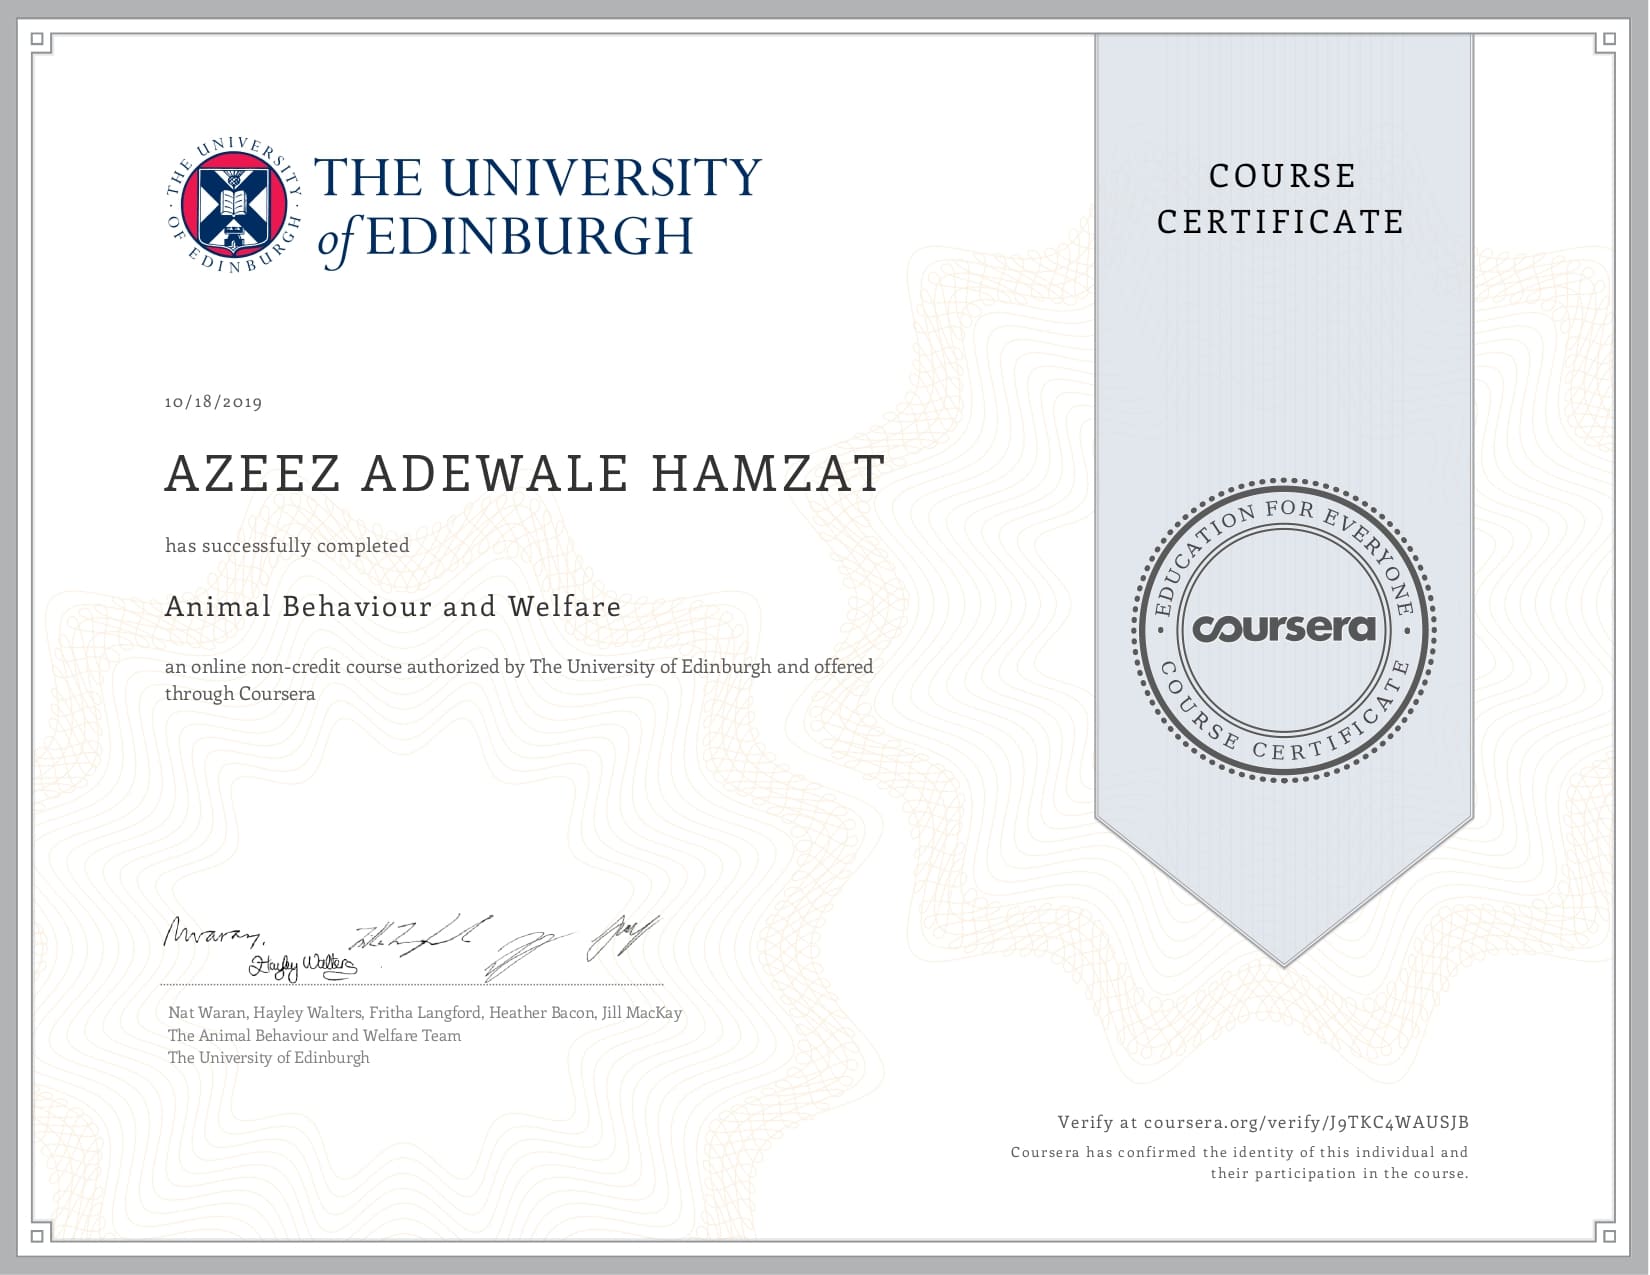 THE UNIVERSITY OF EDINBURGH
THE UNIVERSITY
of EDINBURGH
COURSE
CERTIFICATE
10/18/2019
AZEEZ ADEWALE HAMZAT
has successfully completed
Animal Behaviour and Welfare
an online non-credit course authorized by The University of Edinburgh and offered
through Coursera
EDUCATION FOR EVERYONE
coursera
COURSE CERTIFICATE
Nwaran.
Hayley Walters
Nat Waran, Hayley Walters, Fritha Langford, Heather Bacon, Jill MacKay
The Animal Behaviour and Welfare Team
The University of Edinburgh
Verify at coursera.org/verify/J9TKC4WAUSJB
Coursera has confirmed the identity of this individual and
their participation in the course.